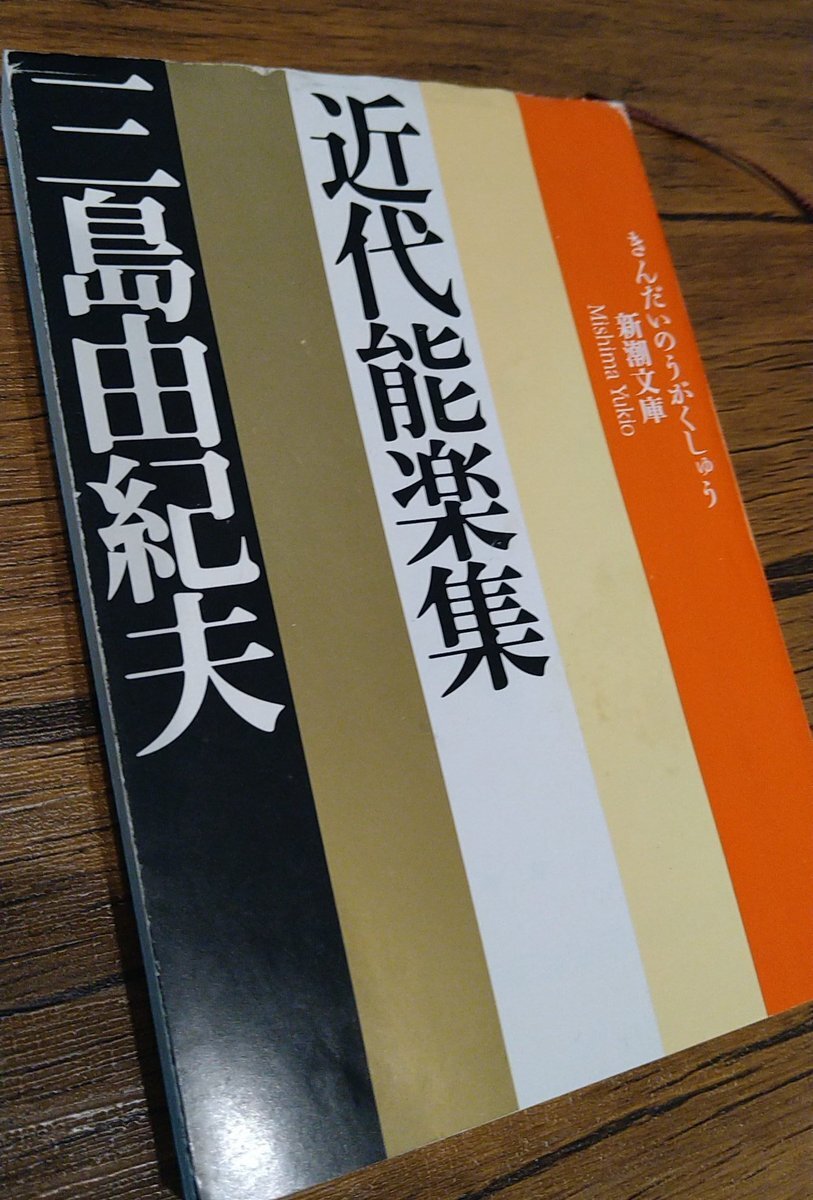 きんだいのうがくしゅう
新潮文庫
Mishima Yukio
近代能楽集
三島由紀夫